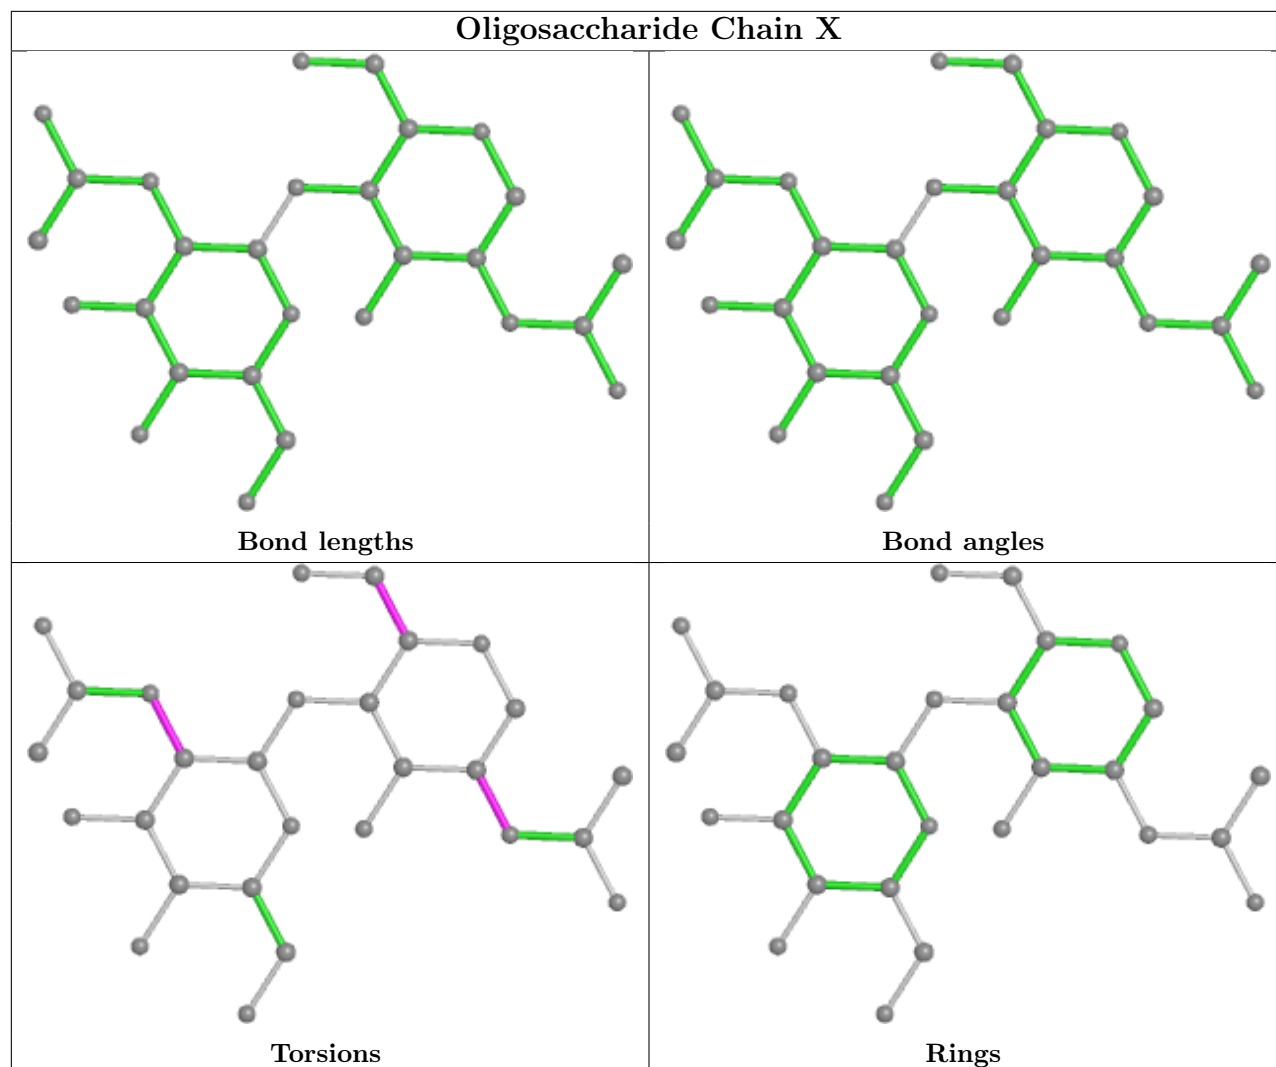 Oligosaccharide Chain X
Bond lengths
Bond angles
Torsions
Rings